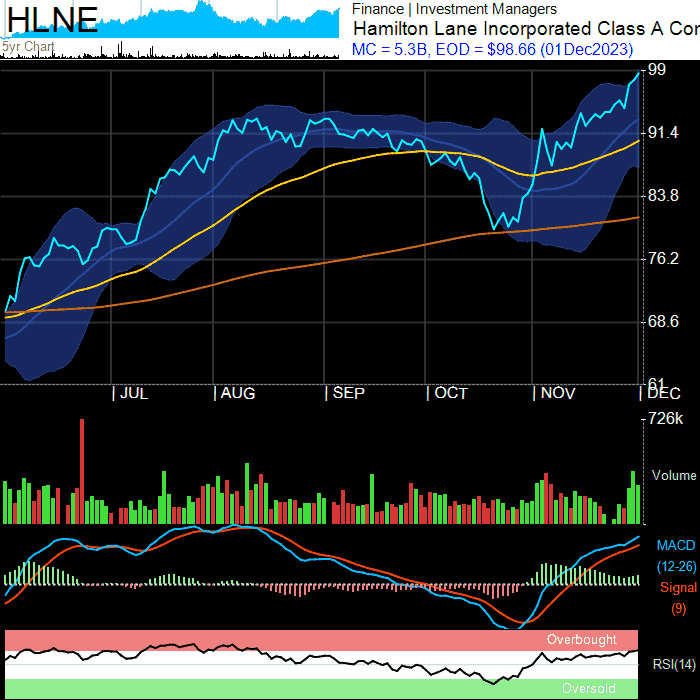 HLNE
5yr Chart
Finance | Investment Managers
Hamilton Lane Incorporated Class A Cor
MC = 5.3B, EOD = $98.66 (01Dec2023)
99
91.4
83.8
76.2
68.6
61
JUL AUG SEP OCT NOV DEC
726k
Volume
MACD
(12-26)
Signal
(9)
Overbought
RSI(14)
Oversold